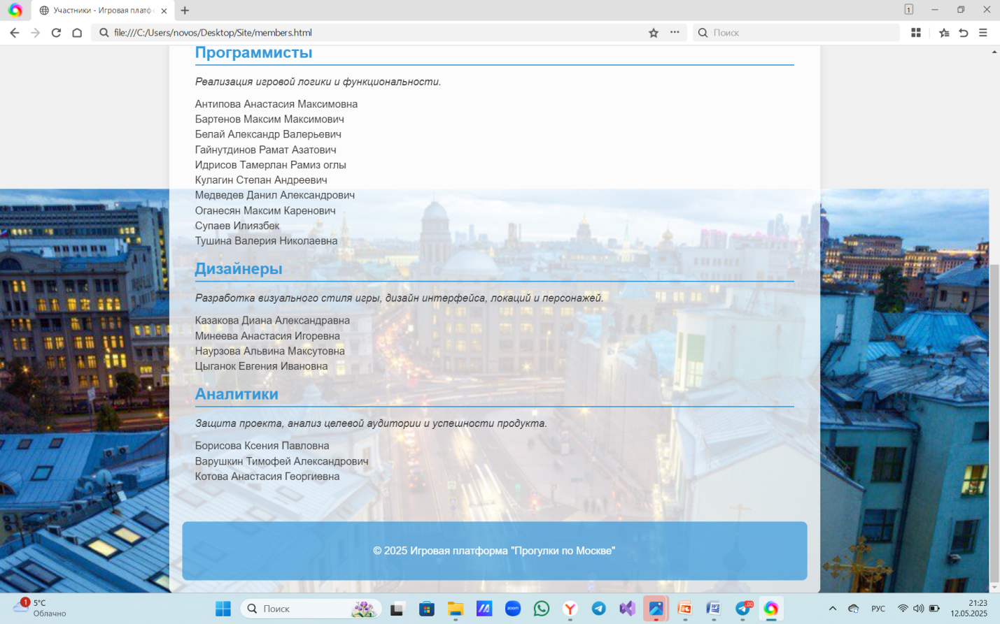 Участники - Игровая платф
1
file:///C:/Users/novos/Desktop/Site/members.html
Поиск
Программисты
Реализация игровой логики и функциональности.
Антипова Анастасия Максимовна
Бартенов Максим Максимович
Белай Александр Валерьевич
Гайнутдинов Рамат Азатович
Идрисов Тамерлан Рамиз оглы
Кулагин Степан Андреевич
Медведев Данил Александрович
Оганесян Максим Каренович
Супаев Илиязбек
Тушина Валерия Николаевна
Дизайнеры
Разработка визуального стиля игры, дизайн интерфейса, локаций и персонажей.
Казакова Диана Александравна
Минеева Анастасия Игоревна
Наурзова Альвина Максутовна
Цыганок Евгения Ивановна
Аналитики
Защита проекта, анализ целевой аудитории и успешности продукта.
Борисова Ксения Павловна
Варушкин Тимофей Александрович
Котова Анастасия Георгиевна
© 2025 Игровая платформа "Прогулки по Москве"
1
5°C
Облачно
Поиск
zoom
РУС
21:23
12.05.2025